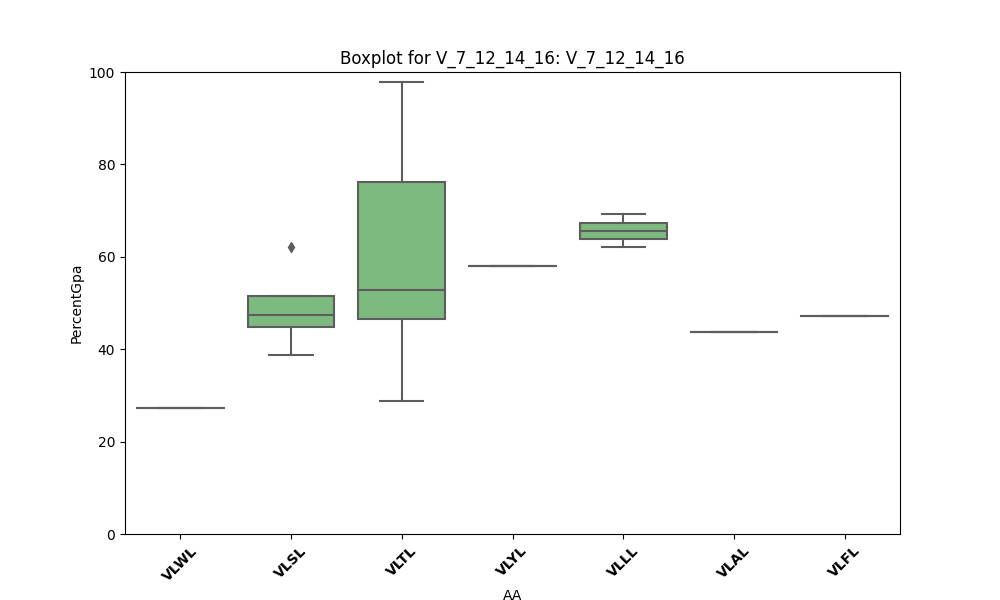 Boxplot for V_7_12_14_16: V_7_12_14_16
PercentGpa
100
80
60
40
20
0
VLWL VLSL VLTL VLYL VLLL VLAL VLFL
AA